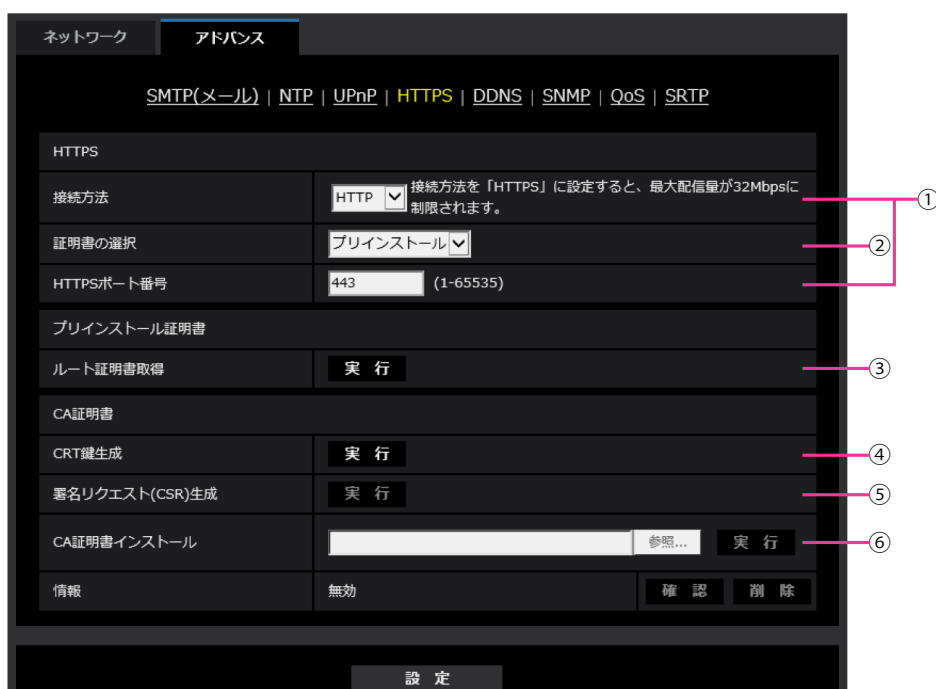 ネットワーク アドバンス
SMTP(メール) | NTP | UPnP | HTTPS | DDNS | SNMP | QoS | SRTP
HTTPS
接続方法 HTTP 接続方法を「HTTPS」に設定すると、最大配信量が32Mbpsに
制限されます。 ①
証明書の選択 プリインストール ②
HTTPSポート番号 443 (1-65535)
プリインストール証明書
ルート証明書取得 実 行 ③
CA証明書
CRT鍵生成 実 行 ④
署名リクエスト(CSR)生成 実 行 ⑤
CA証明書インストール 参照... 実 行 ⑥
情報 無効 確 認 削 除
設 定